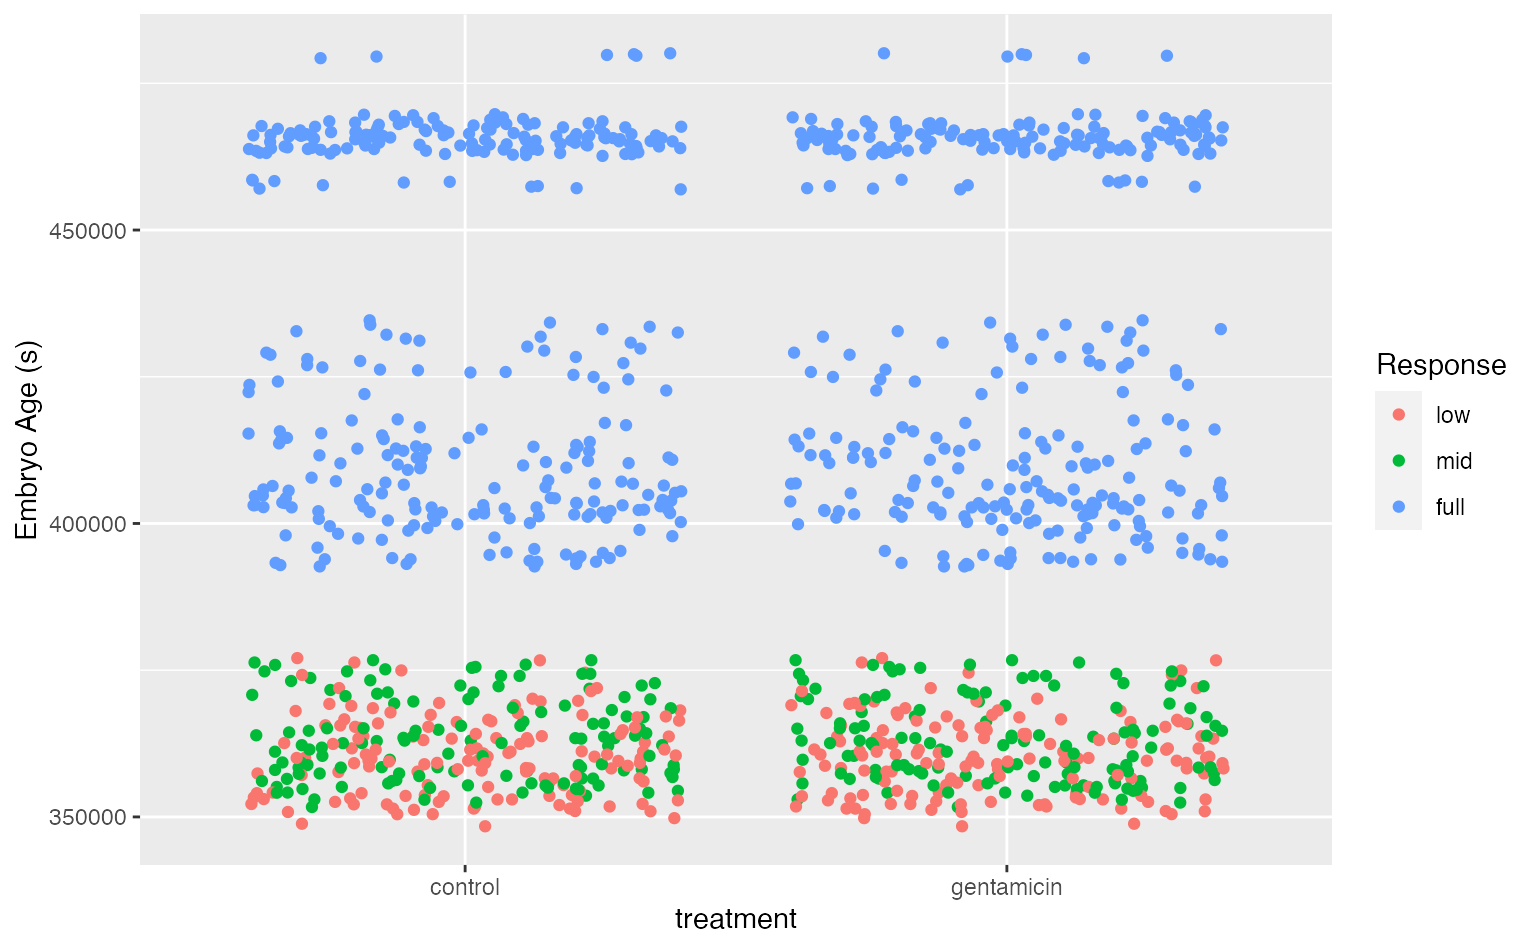 Embryo Age (s)
450000
400000
350000
control
gentamicin
treatment
Response
low
mid
full